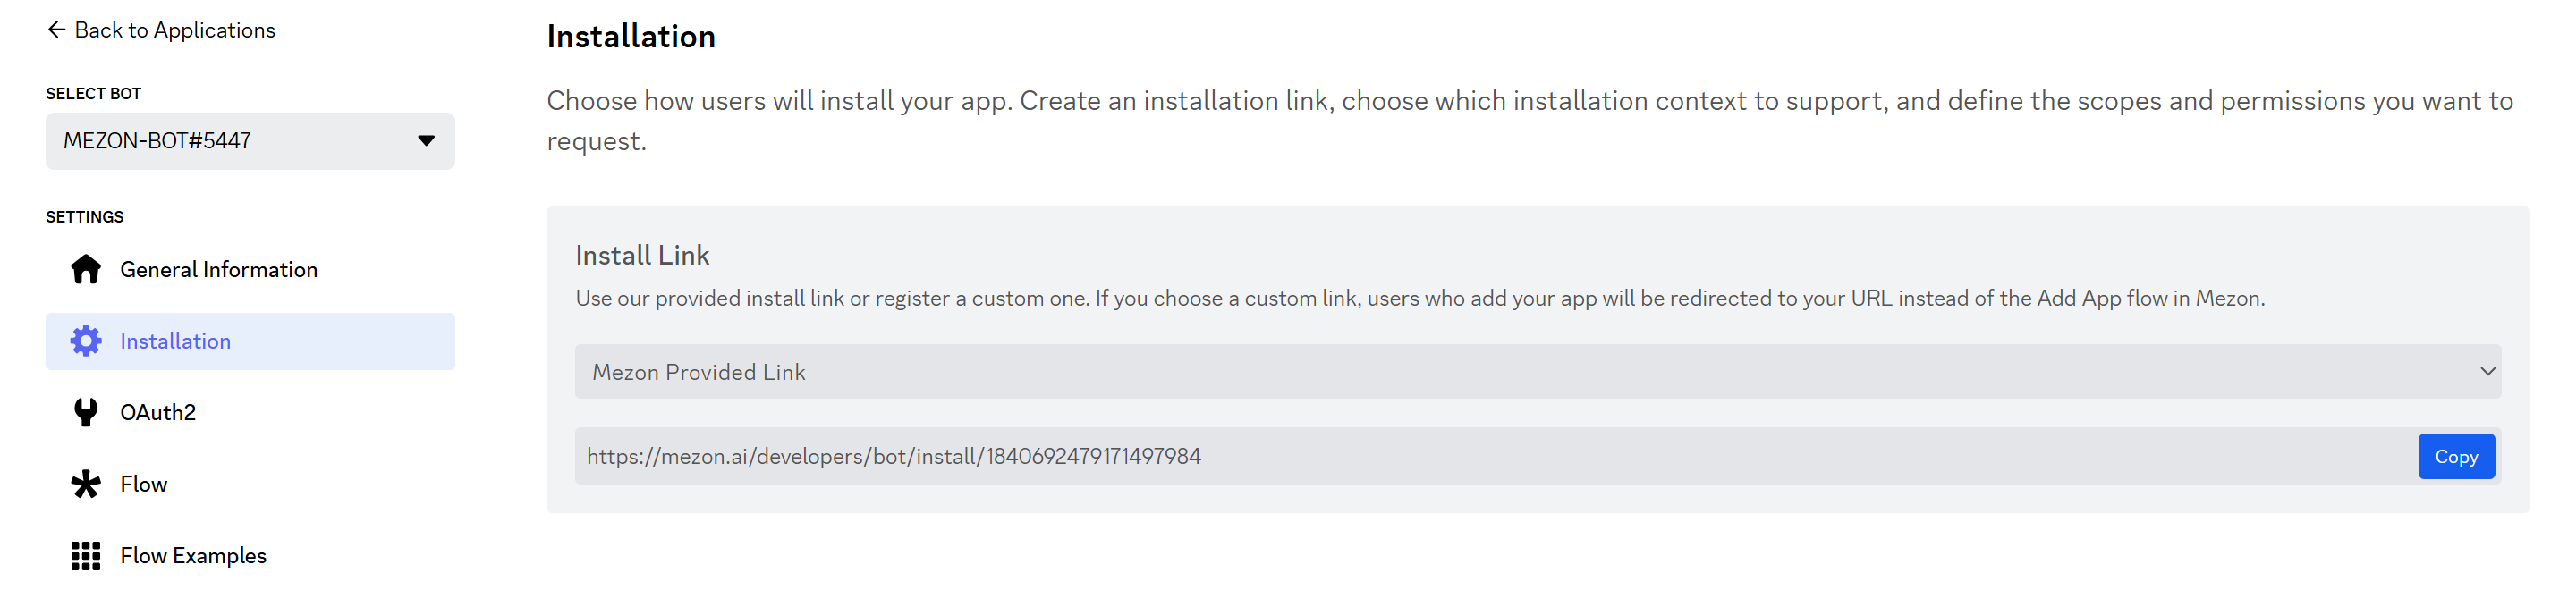 Back to Applications
SELECT BOT
MEZON-BOT#5447
SETTINGS
General Information
Installation
OAuth2
Flow
Flow Examples
Installation
Choose how users will install your app. Create an installation link, choose which installation context to support, and define the scopes and permissions you want to
request.
Install Link
Use our provided install link or register a custom one. If you choose a custom link, users who add your app will be redirected to your URL instead of the Add App flow in Mezon.
Mezon Provided Link
https://mezon.ai/developers/bot/install/1840692479171497984
Copy